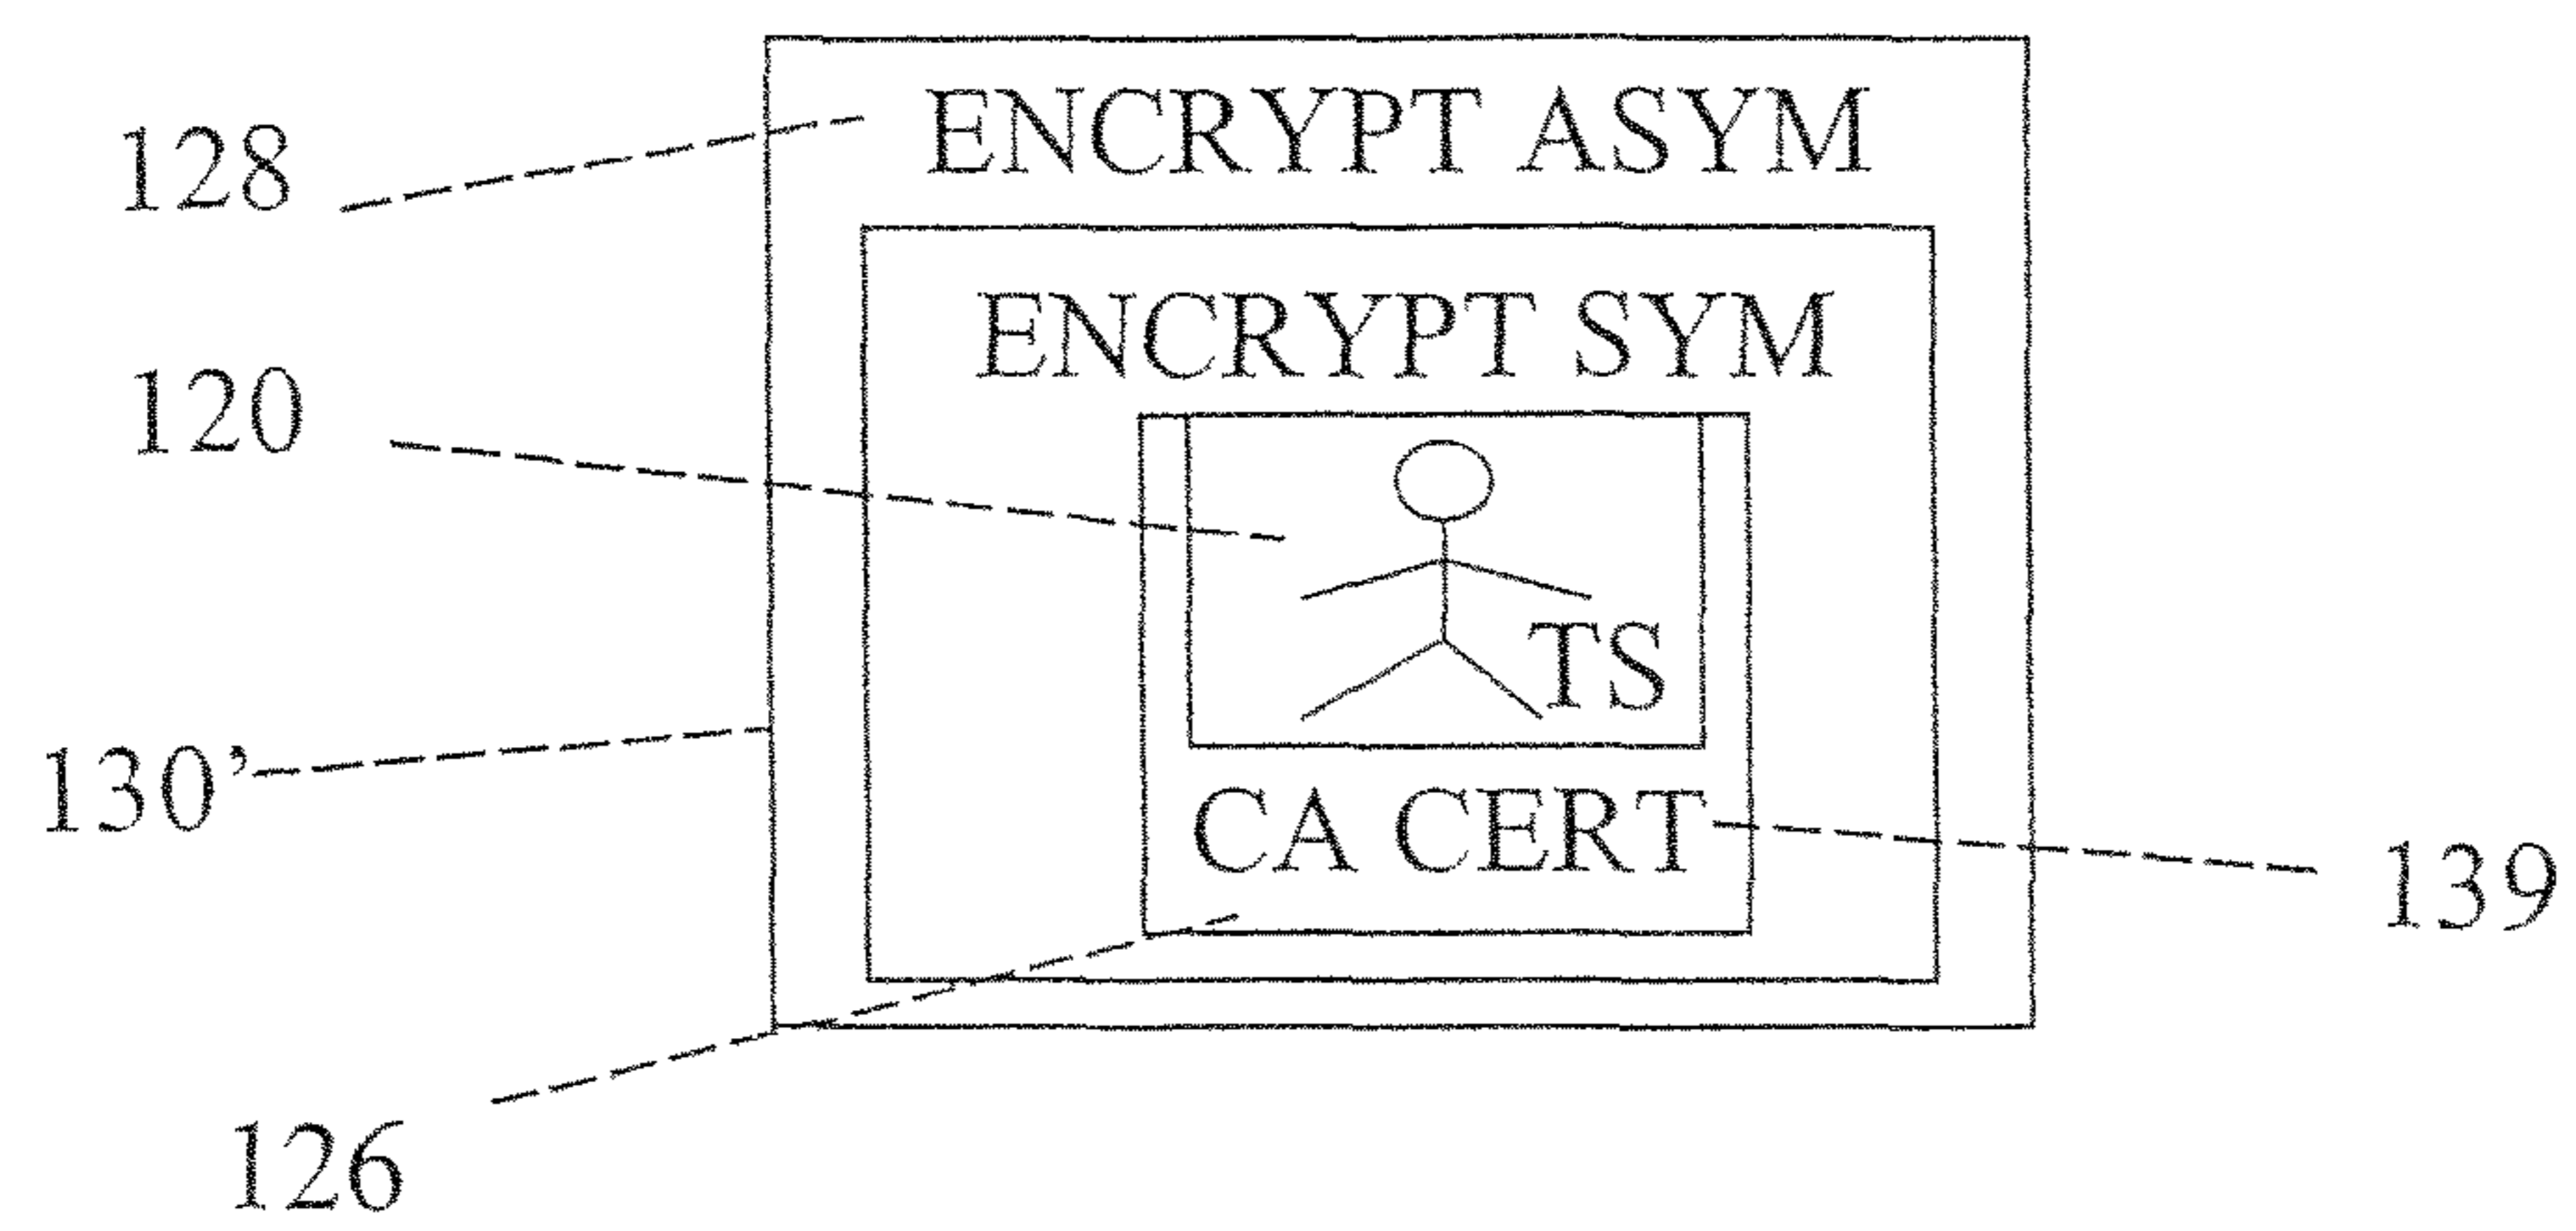 ENCRYPT ASYM
128
ENCRYPT SYM
120
TS
130’
CA CERT
139
126